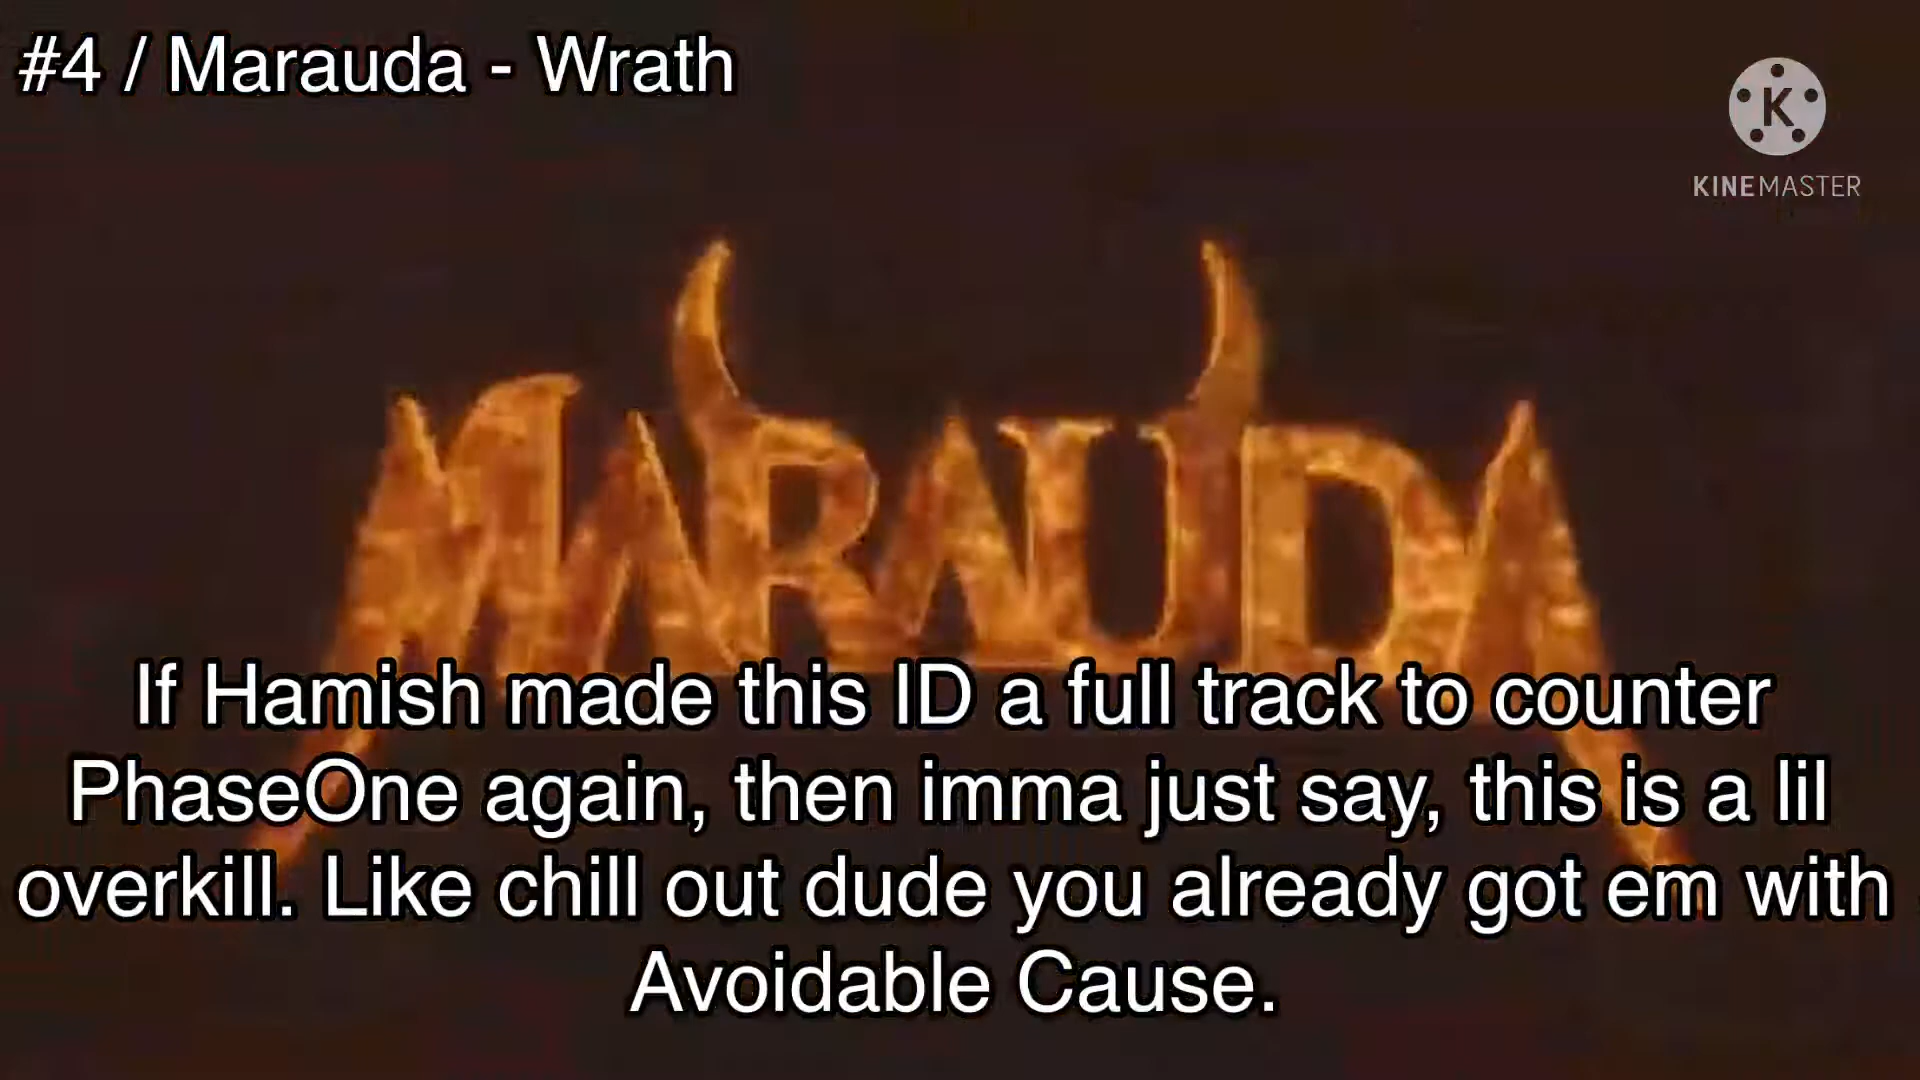 #4 / Marauda - Wrath
K
KINEMASTER
MARAUDA
If Hamish made this ID a full track to counter
PhaseOne again, then imma just say, this is a lil
overkill. Like chill out dude you already got em with
Avoidable Cause.